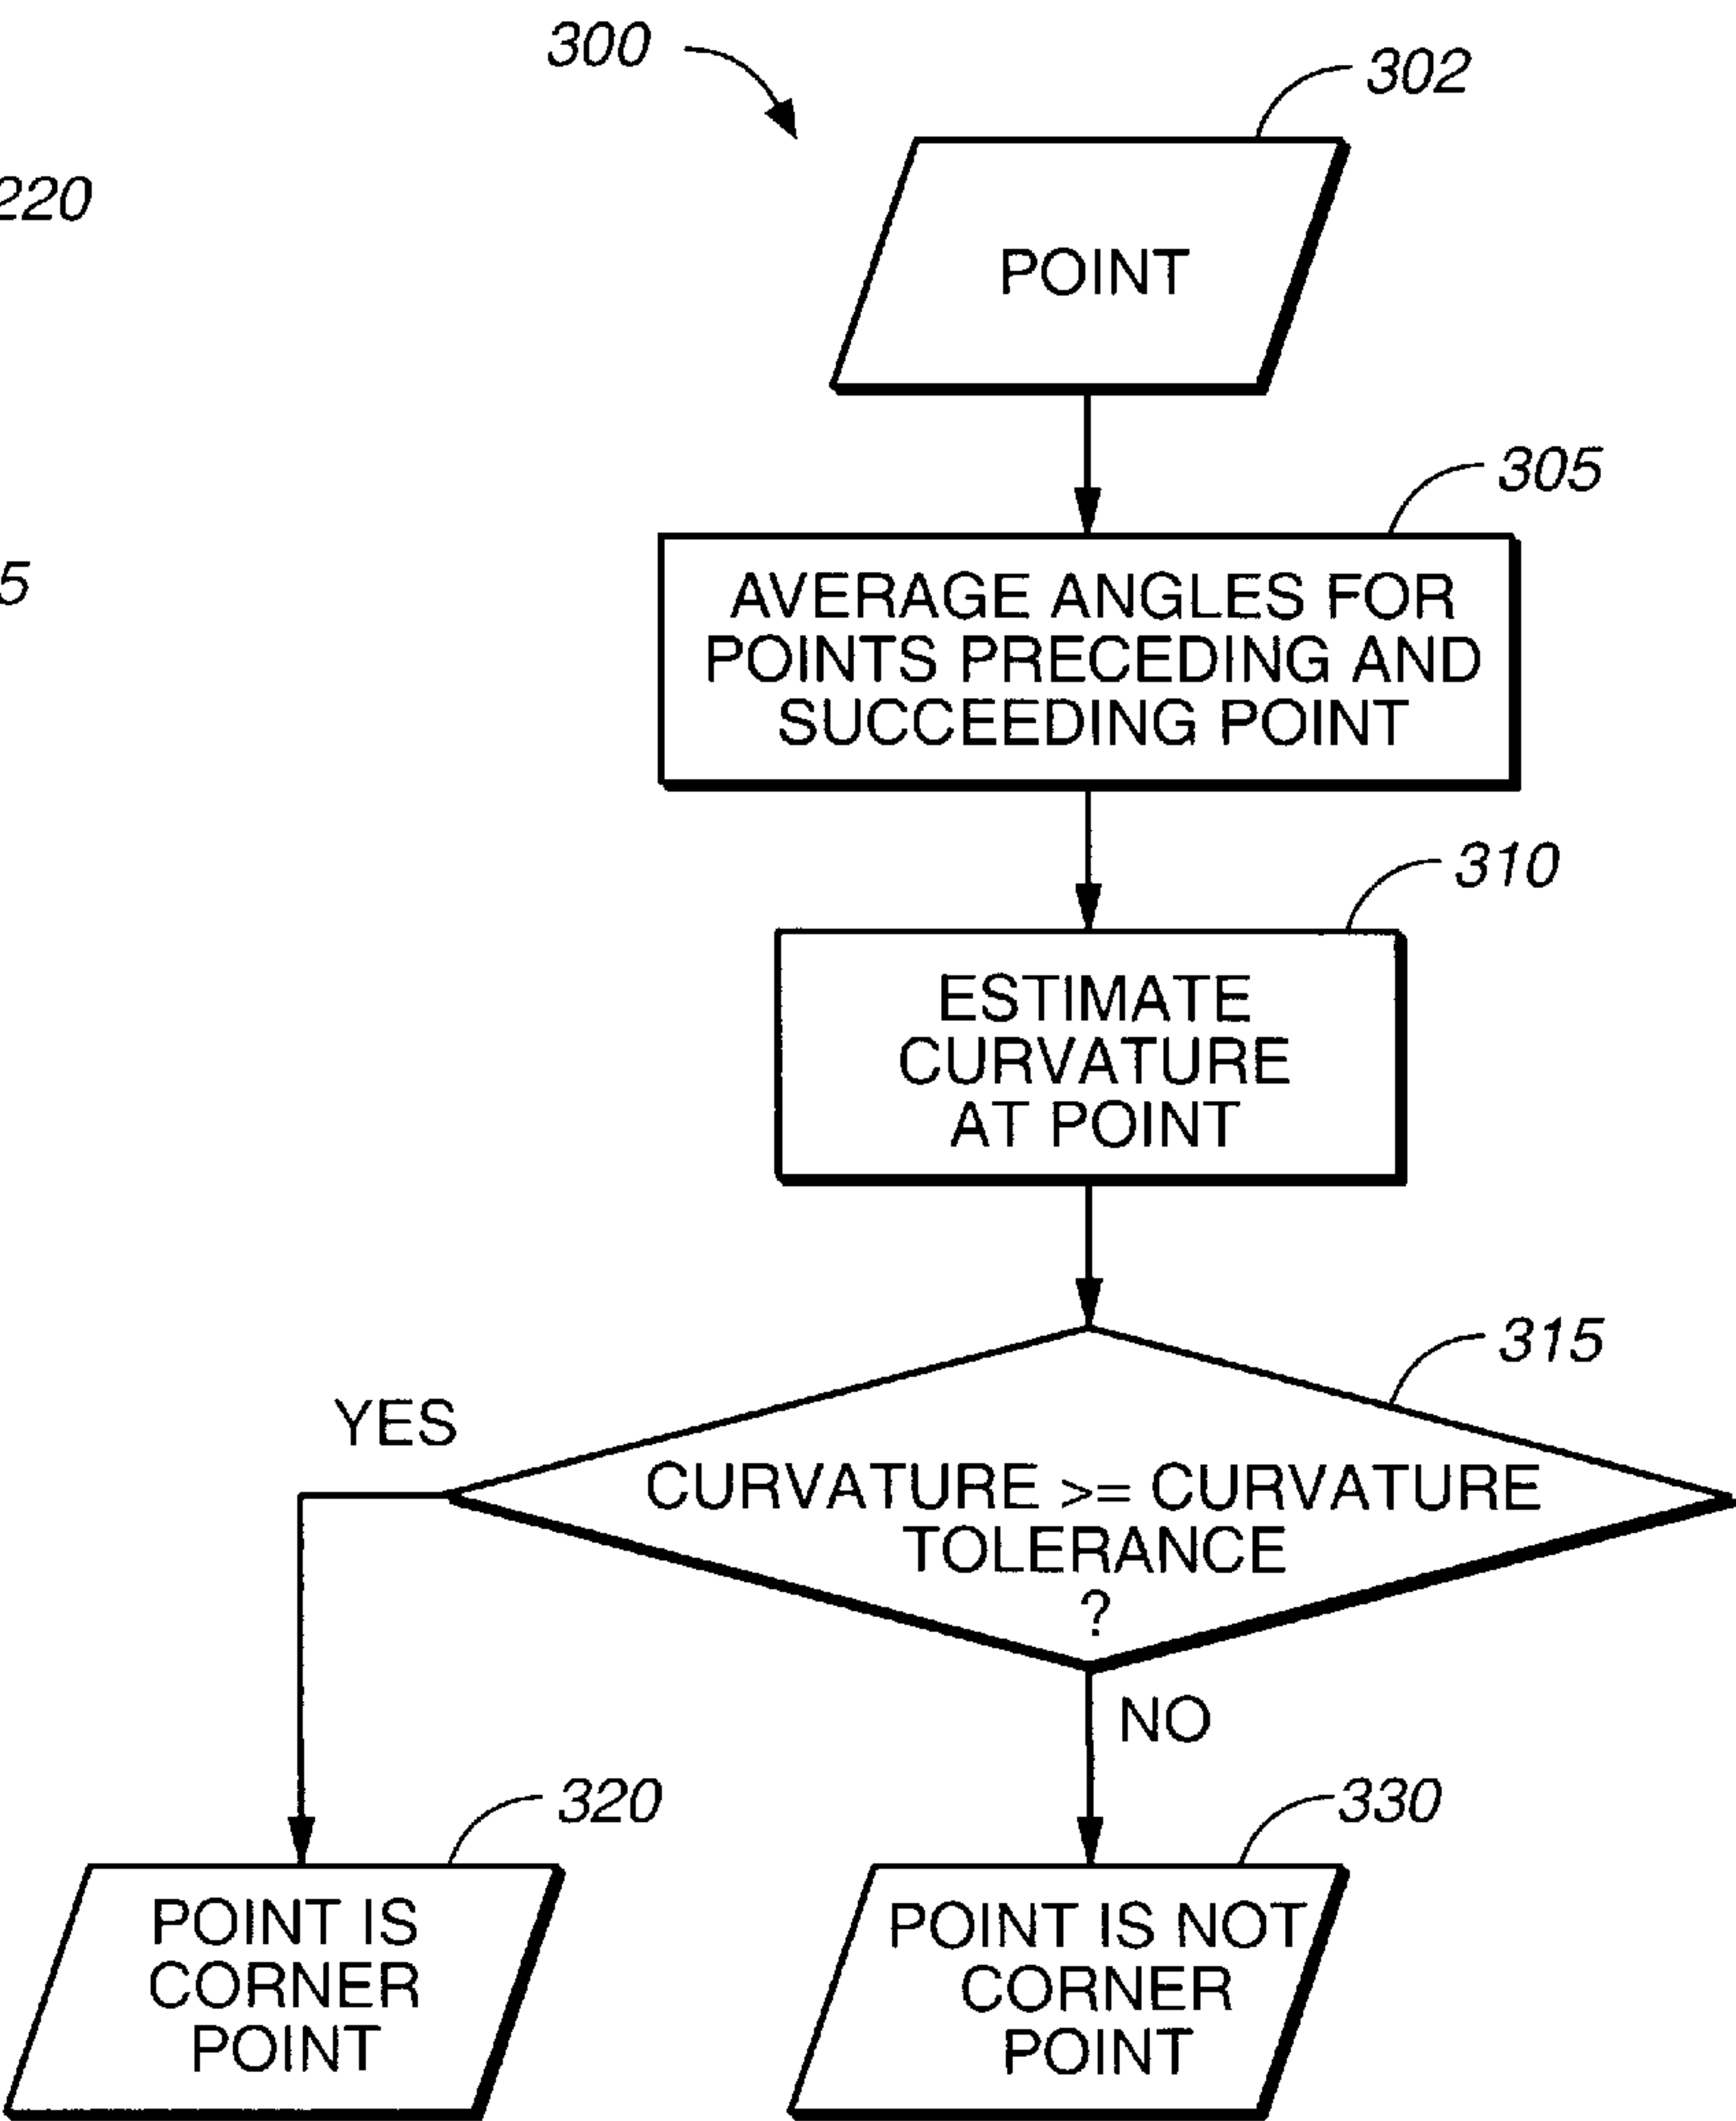 300
302
220
POINT
305
5
AVERAGE ANGLES FOR
POINTS PRECEDING AND
SUCCEEDING POINT
310
ESTIMATE
CURVATURE
AT POINT
315
YES
CURVATURE >= CURVATURE
TOLERANCE
?
NO
320
330
POINT IS
CORNER
POINT
POINT IS NOT
CORNER
POINT